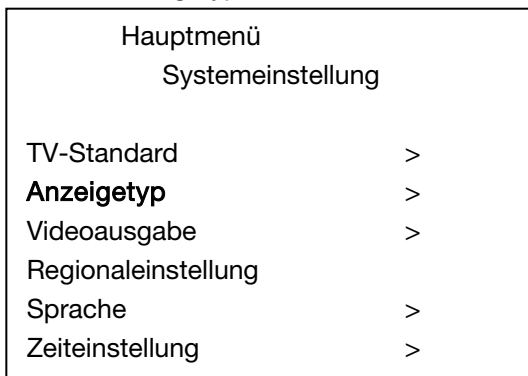 Hauptmenü
Systemeinstellung
TV-Standard >
Anzeigetyp >
Videoausgabe >
Regionaleinstellung
Sprache >
Zeiteinstellung >